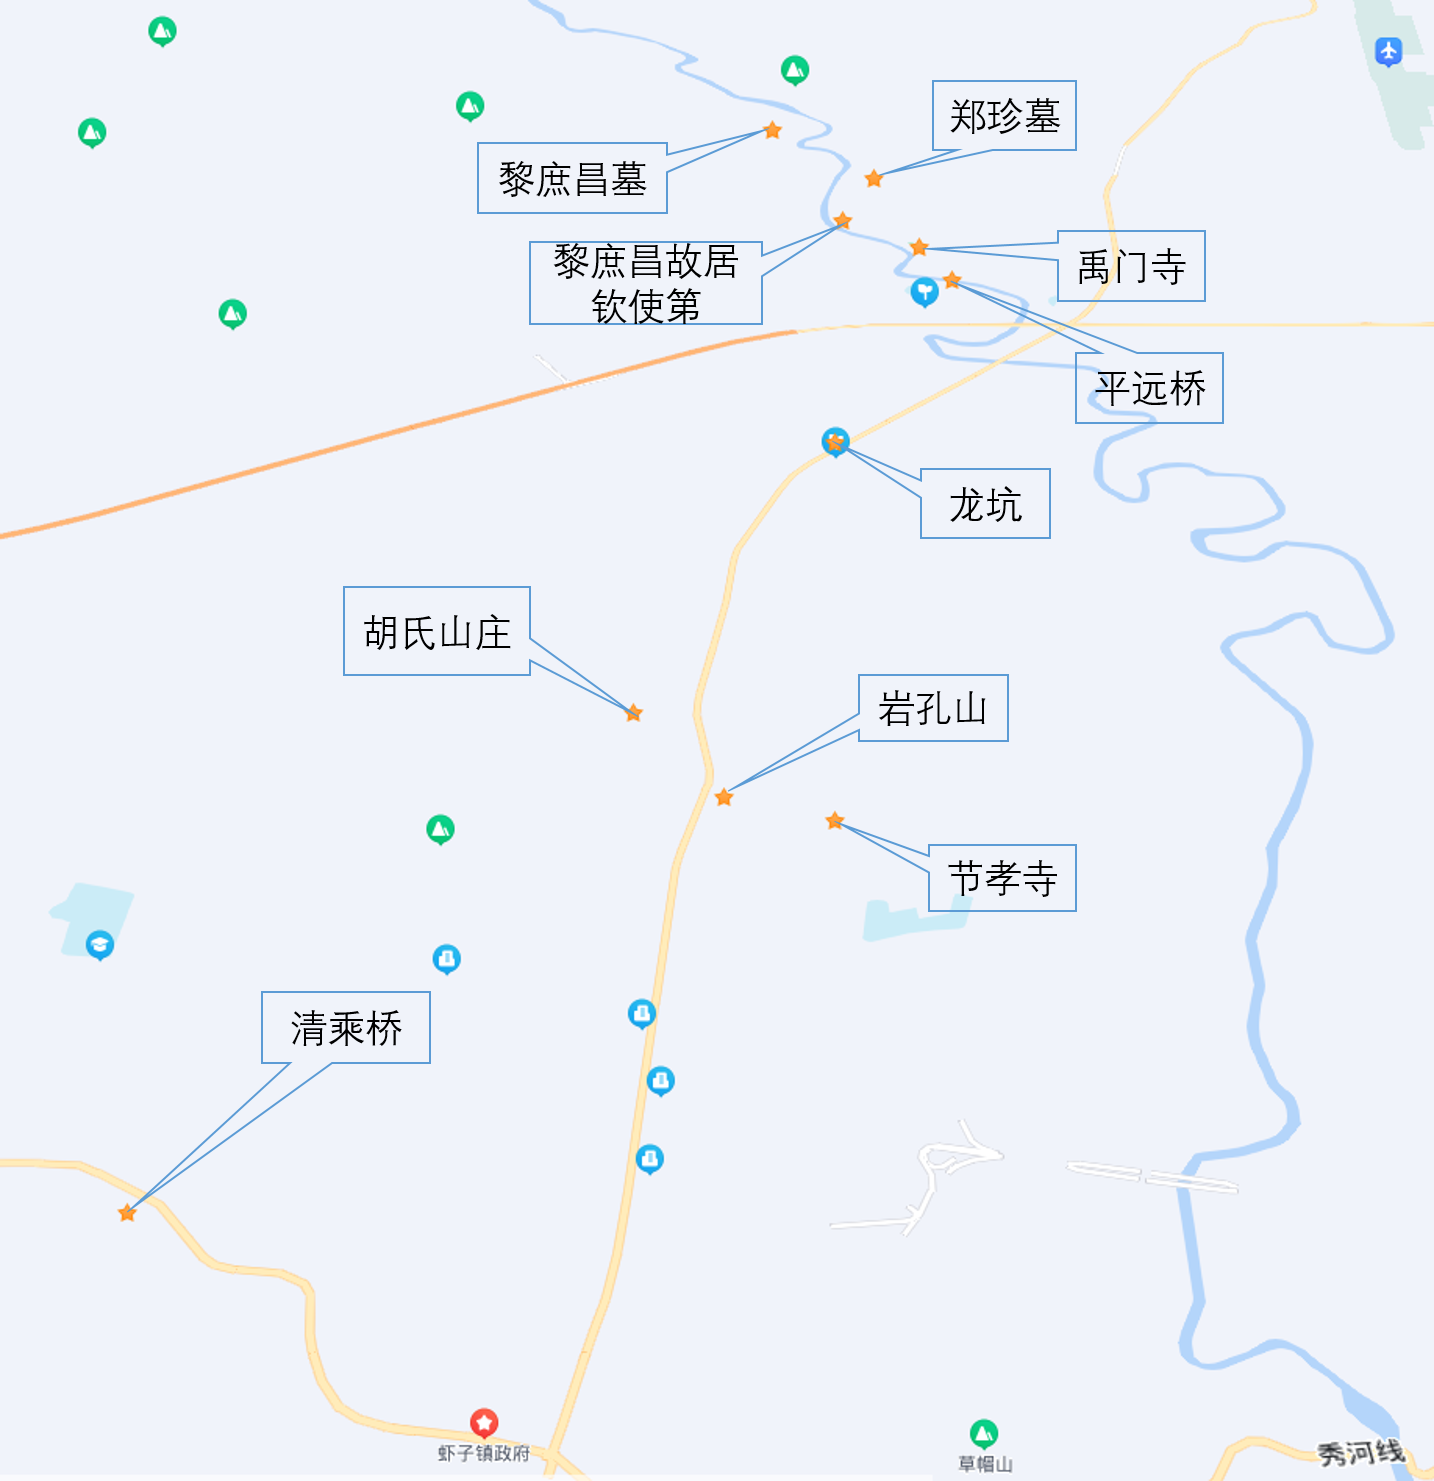 郑珍墓
黎庶昌墓
黎庶昌故居
钦使第
禹门寺
平远桥
龙坑
胡氏山庄
岩孔山
节孝寺
清乘桥
虾子镇政府
草帽山
秀河线